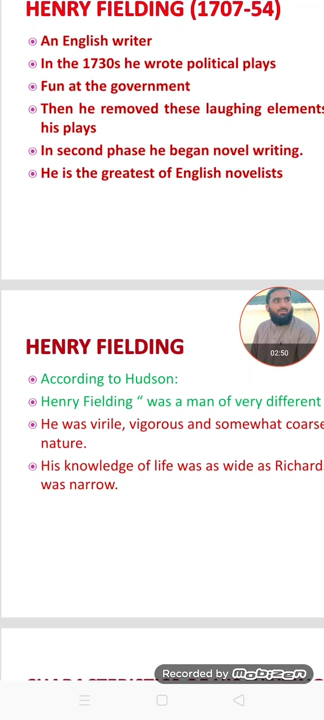 HENRY FIELDING (1707-54)
An English writer
In the 1730s he wrote political plays
Fun at the government
Then he removed these laughing elements
his plays
In second phase he began novel writing.
He is the greatest of English novelists
02:50
HENRY FIELDING
According to Hudson:
Henry Fielding “ was a man of very different
He was virile, vigorous and somewhat coarse
nature.
His knowledge of life was as wide as Richard
was narrow.
Recorded by mobizen